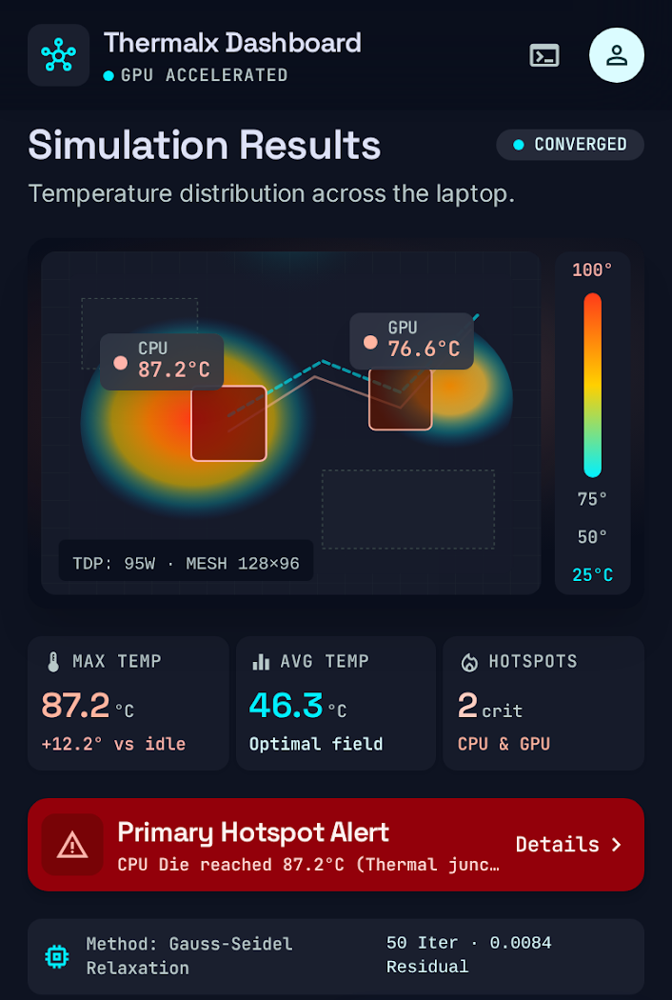 Thermalx Dashboard
GPU ACCELERATED
Simulation Results
CONVERGED
Temperature distribution across the laptop.
CPU
87.2°C
GPU
76.6°C
TDP: 95W · MESH 128×96
100°
75°
50°
25°C
MAX TEMP
87.2 °C
+12.2° vs idle
AVG TEMP
46.3 °C
Optimal field
HOTSPOTS
2 crit
CPU & GPU
Primary Hotspot Alert
CPU Die reached 87.2°C (Thermal junc…
Details
Method: Gauss-Seidel
Relaxation
50 Iter · 0.0084
Residual